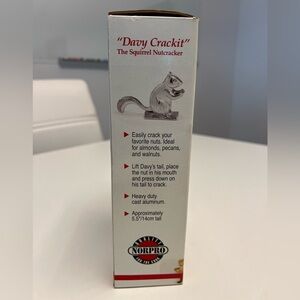 "Davy Crackit"
The Squirrel Nutcracker
Easily crack your
favorite nuts. Ideal
for almonds, pecans,
and walnuts.
Lift Davy's tail, place
the nut in his mouth
and press down on
his tail to crack.
Heavy duty
cast aluminum.
Approximately
5.5"/14cm tall
NORPRO